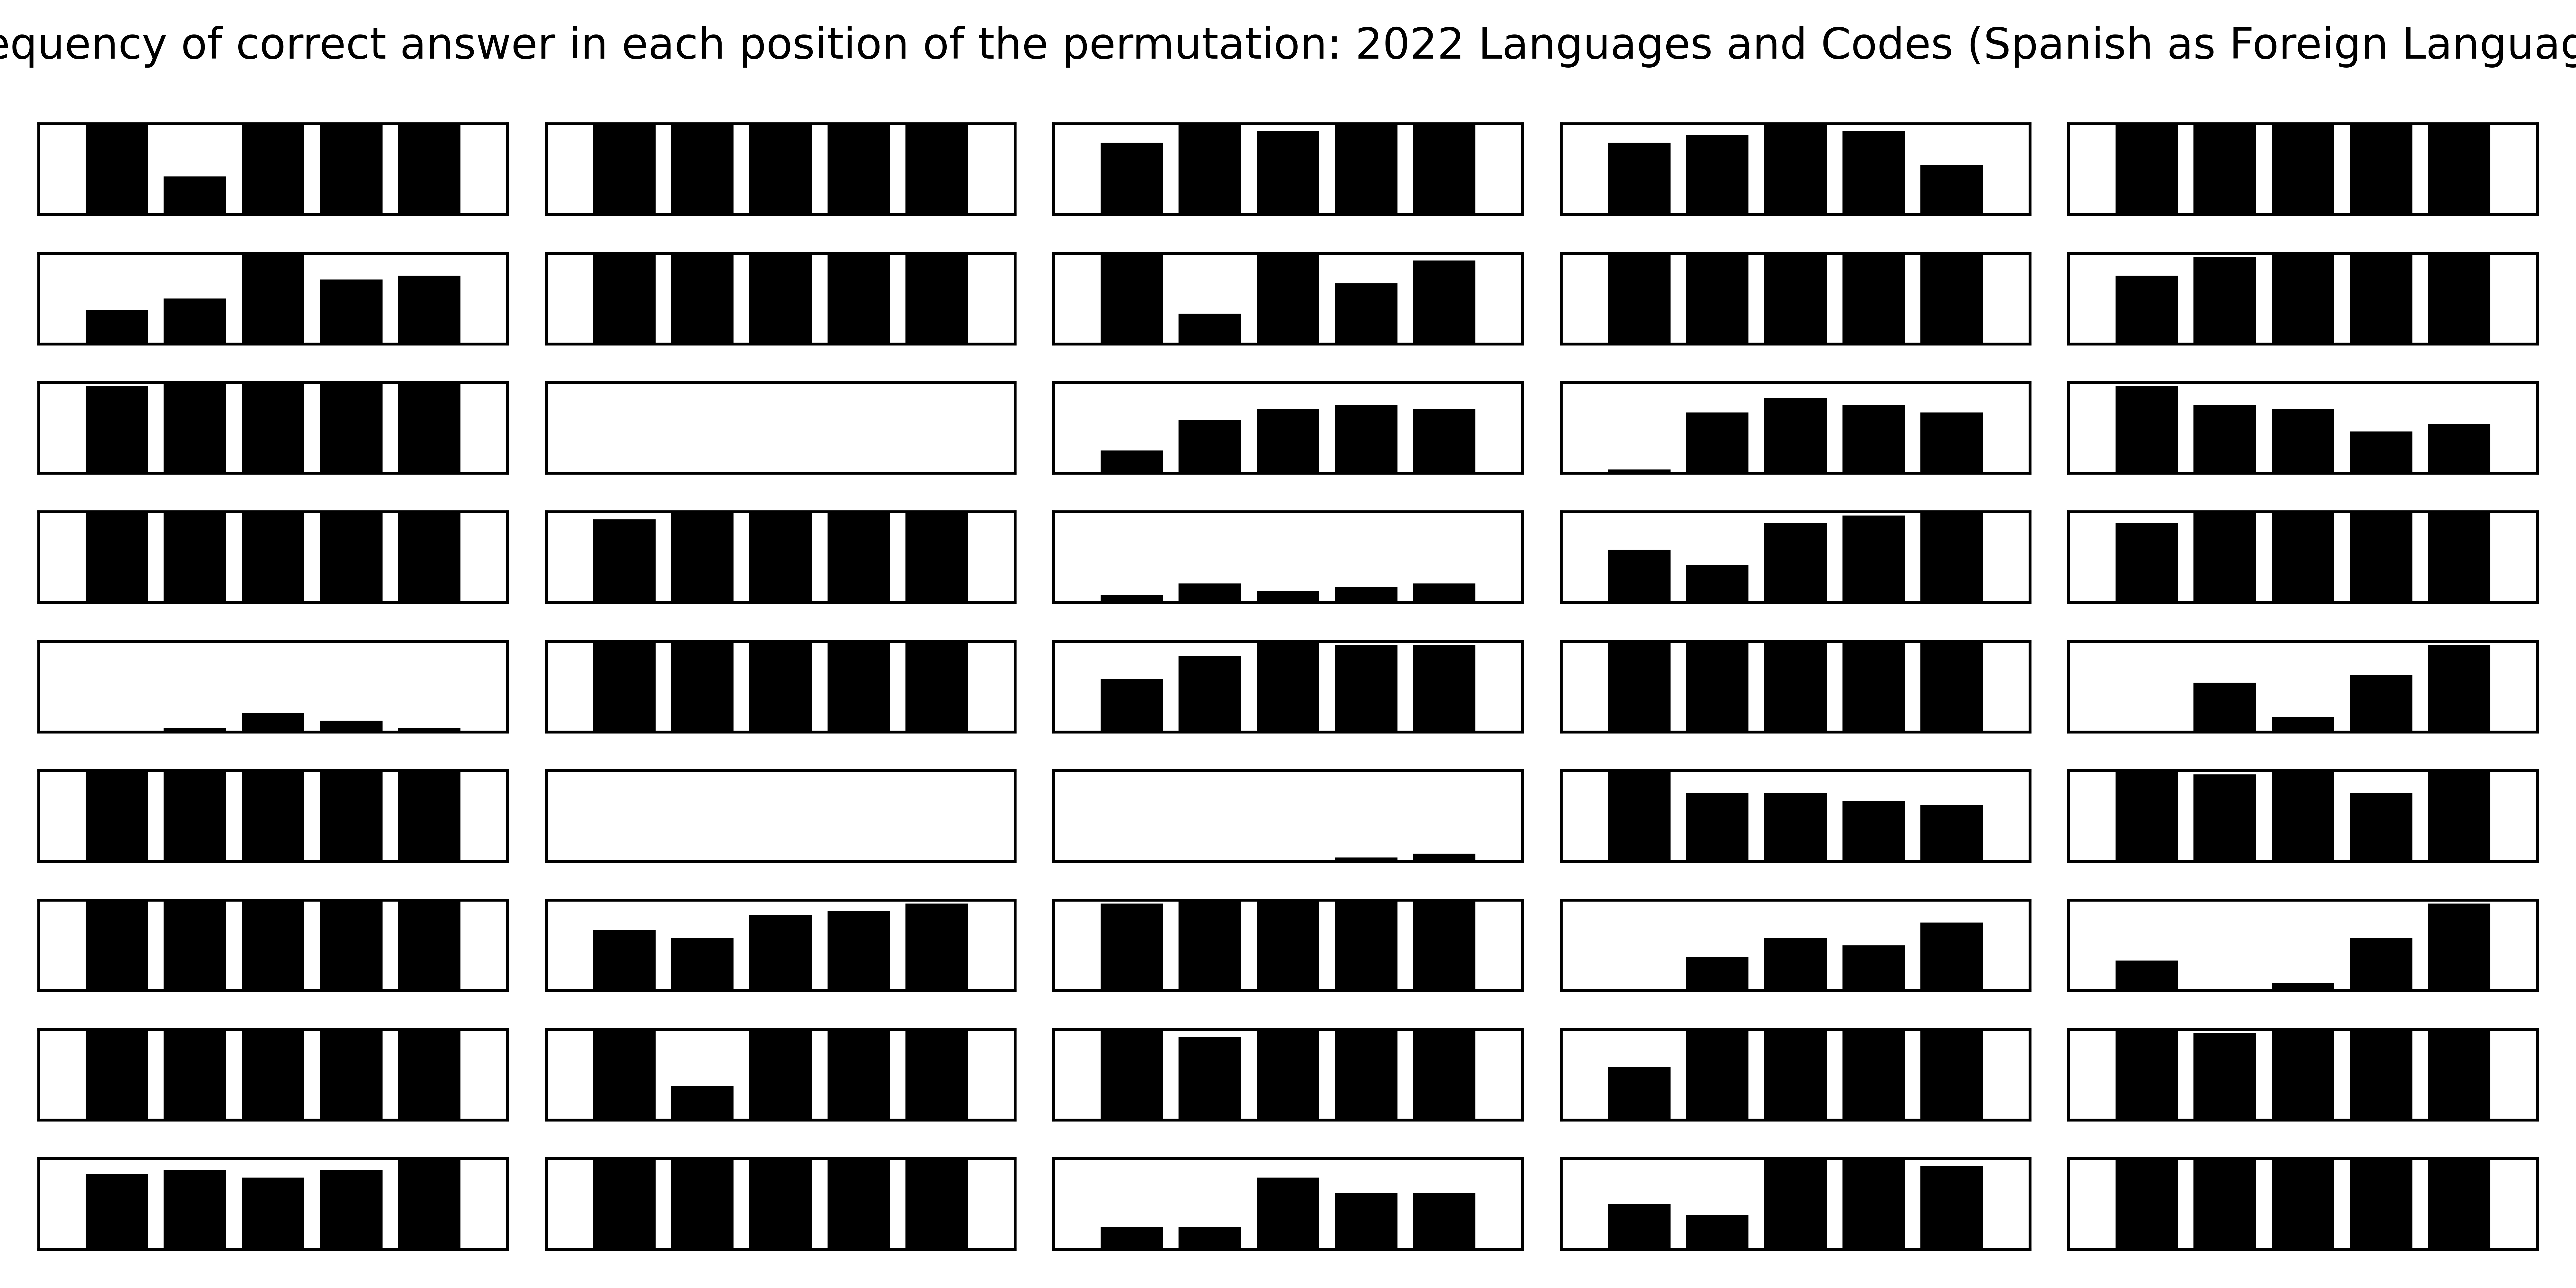 equency of correct answer in each position of the permutation: 2022 Languages and Codes (Spanish as Foreign Languag